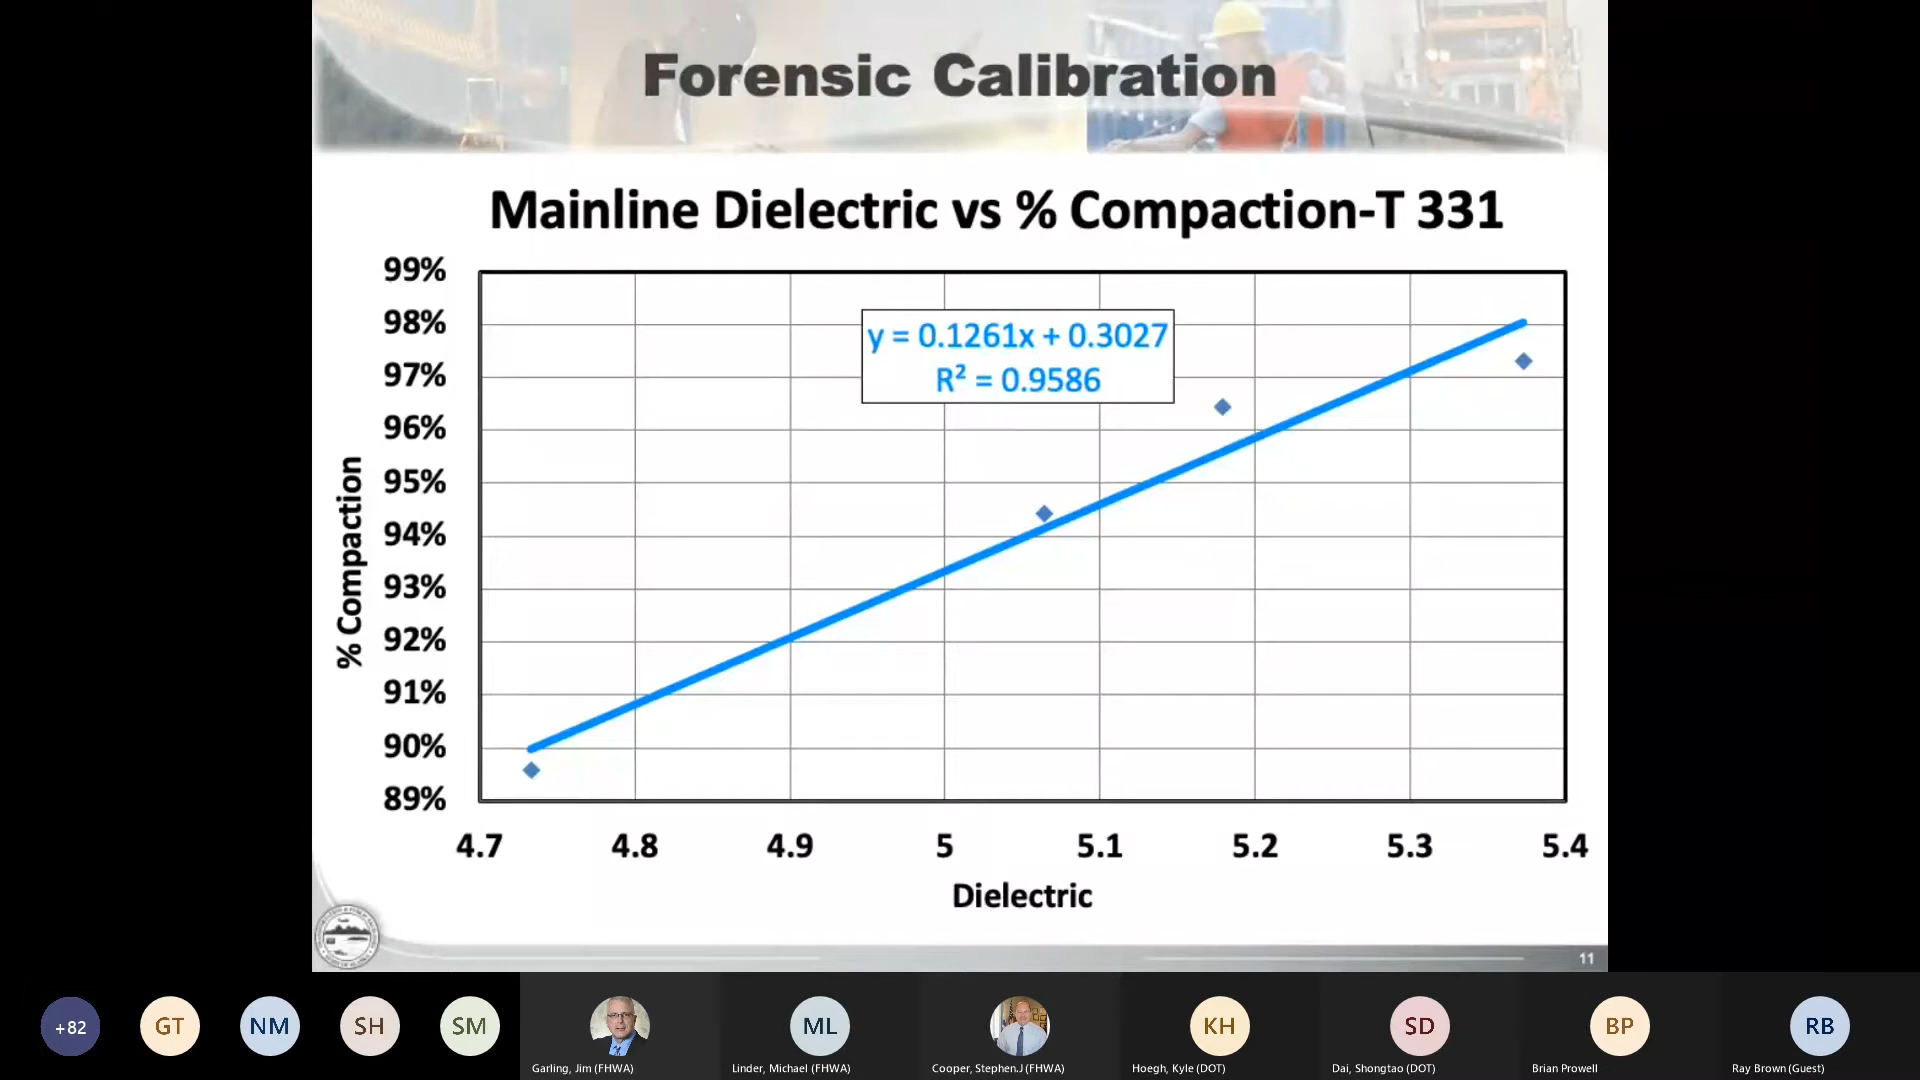 Forensic Calibration
Mainline Dielectric vs % Compaction-T 331
99%
98%
97%
96%
95%
94%
93%
92%
91%
90%
89%
% Compaction
y = 0.1261x + 0.3027
R² = 0.9586
4.7 4.8 4.9 5 5.1 5.2 5.3 5.4
Dielectric
11
+82 GT NM SH SM ML KH SD BP RB
Garling, Jim (FHWA) Linder, Michael (FHWA) Cooper, Stephen.J (FHWA) Hoegh, Kyle (DOT) Dai, Shongtao (DOT) Brian Prowell Ray Brown (Guest)